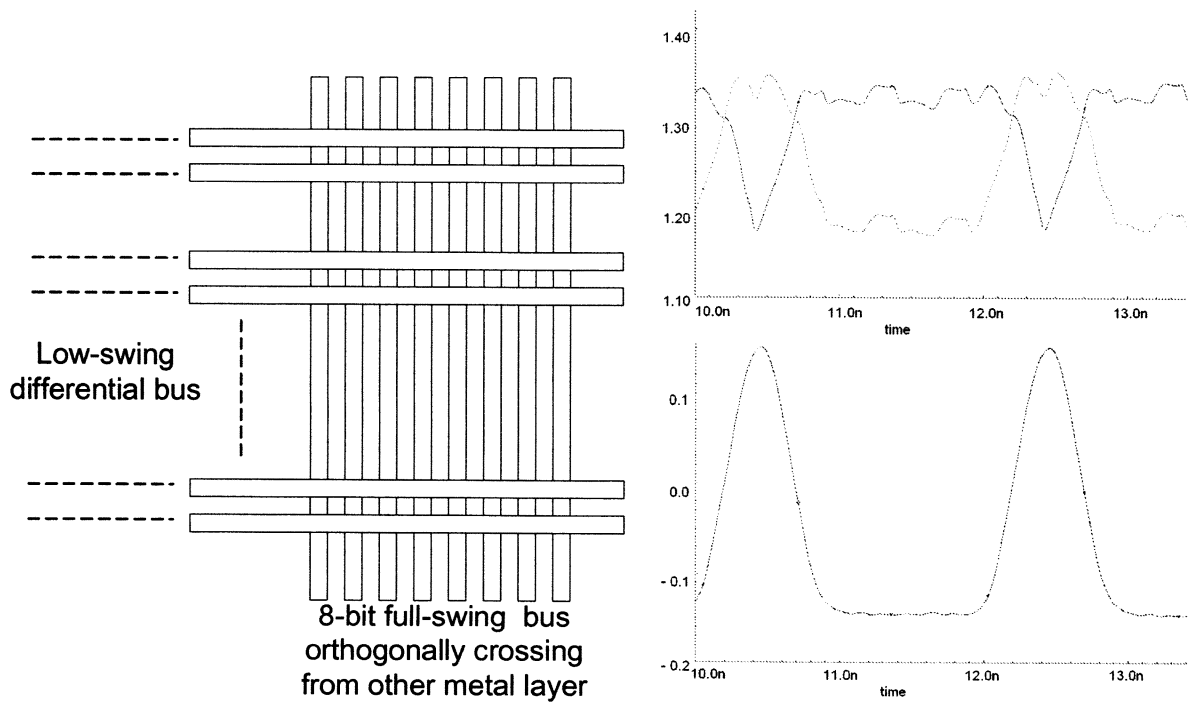 Low-swing
differential bus
8-bit full-swing bus
orthogonally crossing
from other metal layer
1.40
1.30
1.20
1.10
10.0n 11.0n 12.0n 13.0n
time
0.1
0.0
- 0.1
- 0.2
10.0n 11.0n 12.0n 13.0n
time